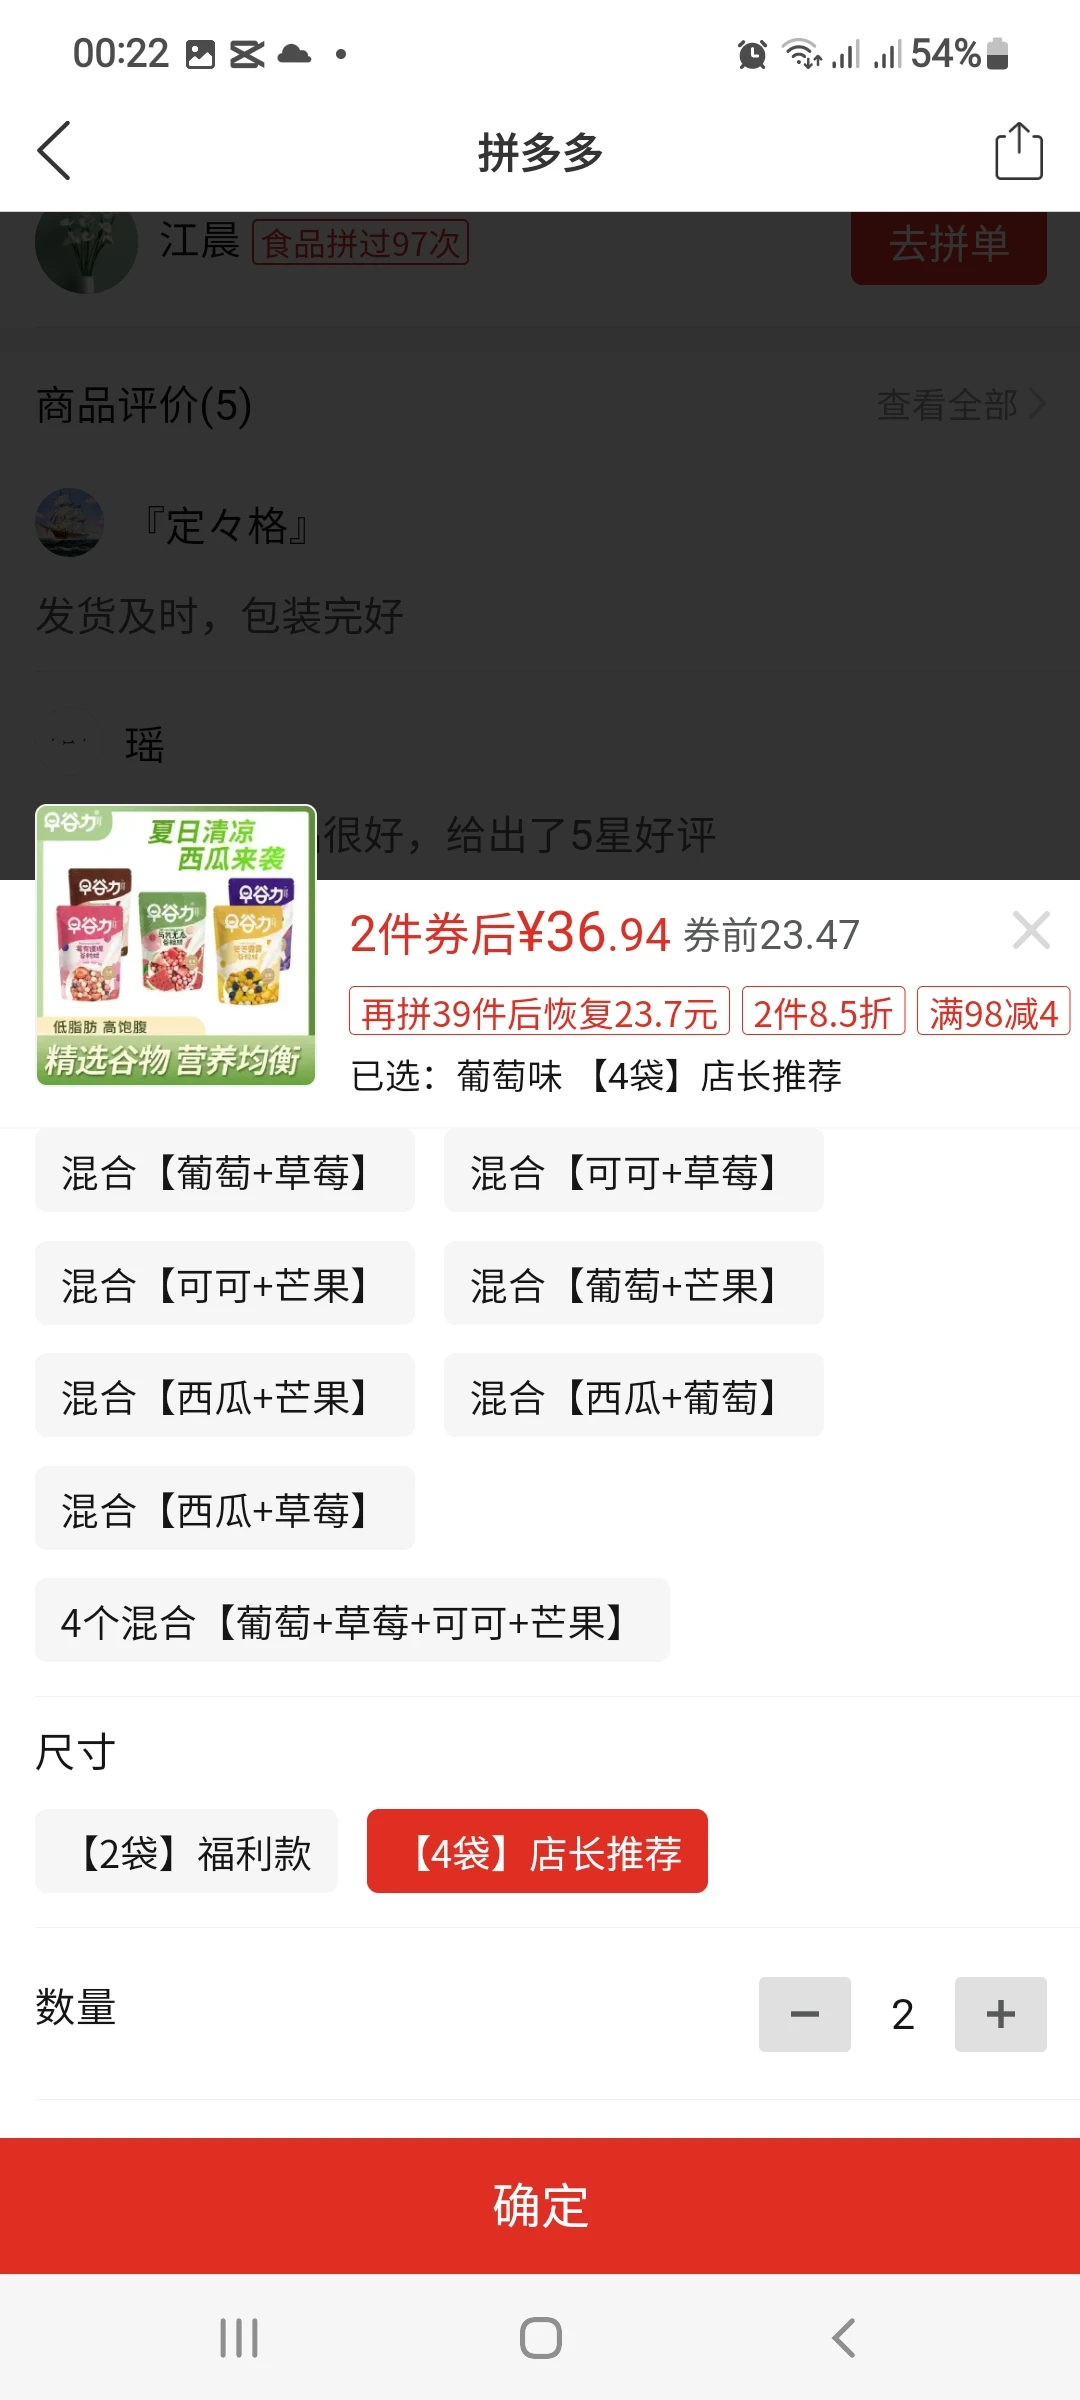 00:22 54%
拼多多
江晨 食品拼过97次 去拼单
商品评价(5) 查看全部
『定々格』
发货及时，包装完好
瑶
很好，给出了5星好评
早谷力
夏日清凉
西瓜来袭
早谷力
早谷力
早谷力
早谷力
早谷力
低脂肪 高饱腹
精选谷物 营养均衡
2件券后¥36.94 券前23.47
再拼39件后恢复23.7元 2件8.5折 满98减4
已选：葡萄味 【4袋】店长推荐
混合【葡萄+草莓】 混合【可可+草莓】
混合【可可+芒果】 混合【葡萄+芒果】
混合【西瓜+芒果】 混合【西瓜+葡萄】
混合【西瓜+草莓】
4个混合【葡萄+草莓+可可+芒果】
尺寸
【2袋】福利款 【4袋】店长推荐
数量 － 2 +
确定